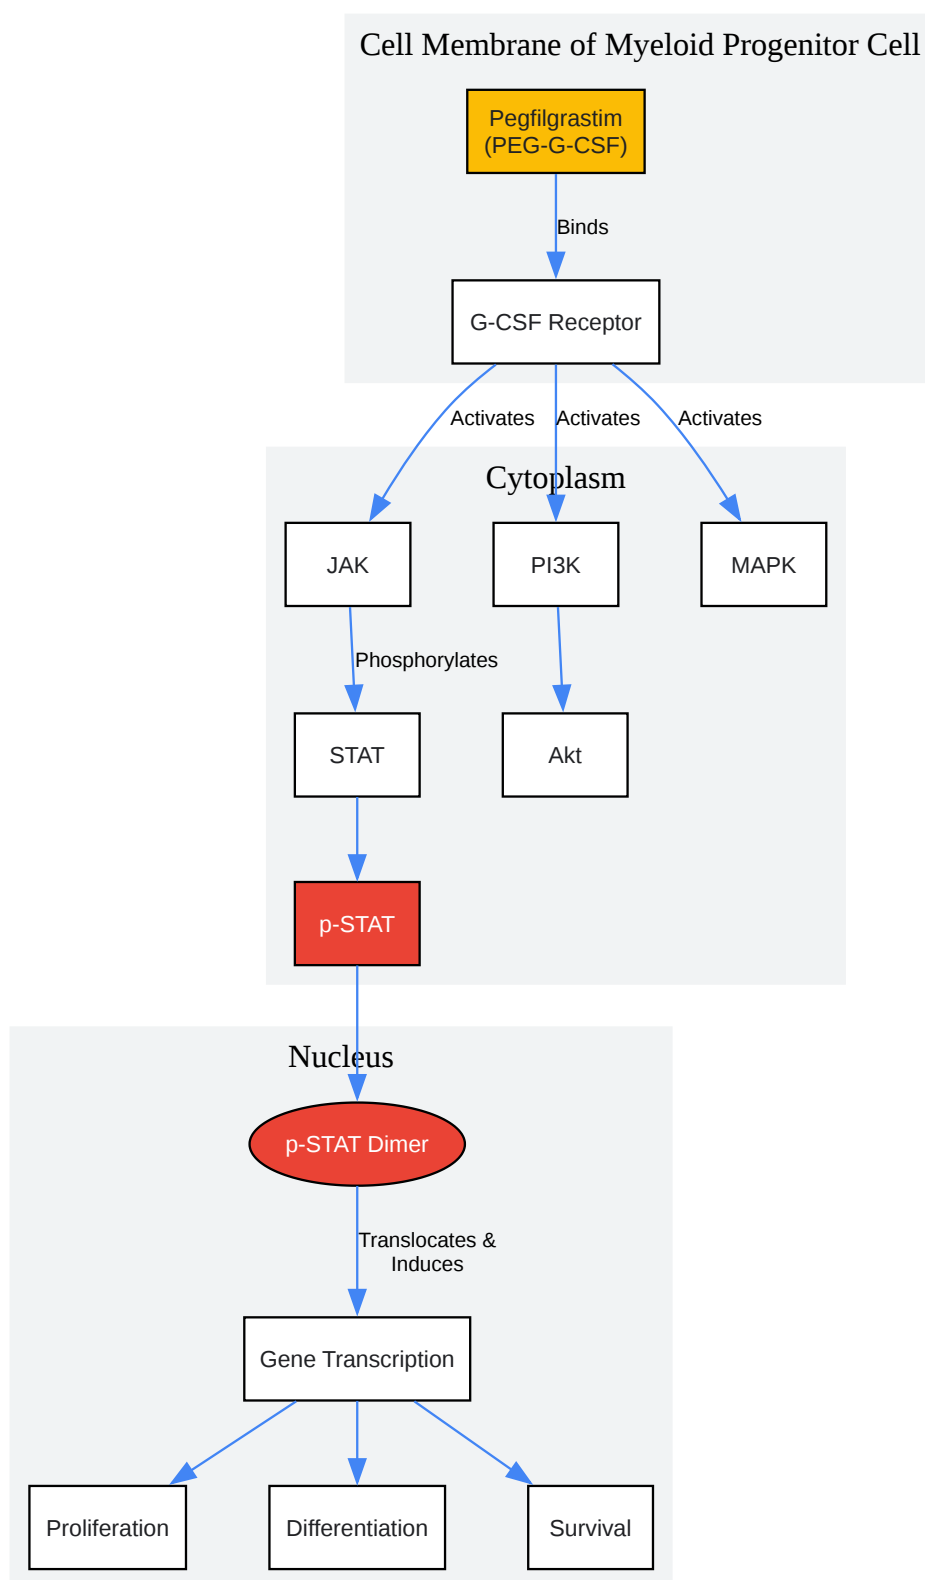 Cell Membrane of Myeloid Progenitor Cell
Pegfilgrastim
(PEG-G-CSF)
Binds
G-CSF Receptor
Activates
Activates
Activates
Cytoplasm
JAK
PI3K
MAPK
Phosphorylates
STAT
Akt
p-STAT
Nucleus
p-STAT Dimer
Translocates &
Induces
Gene Transcription
Proliferation
Differentiation
Survival